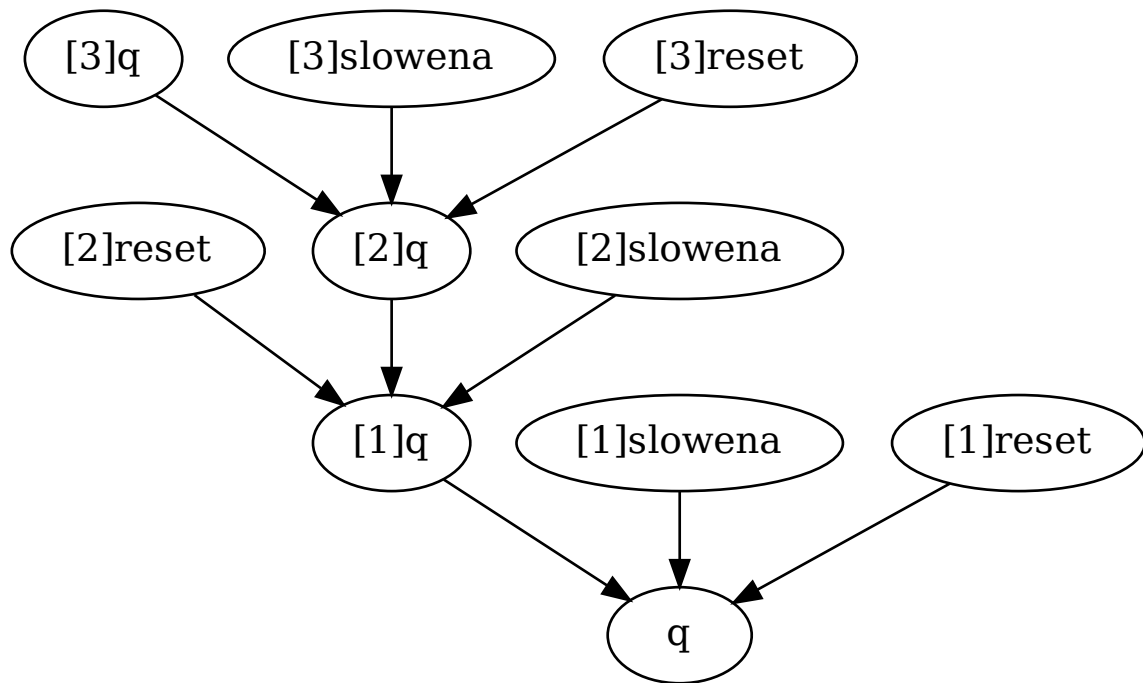 [3]q
[3]slowena
[3]reset
[2]reset
[2]q
[2]slowena
[1]q
[1]slowena
[1]reset
q